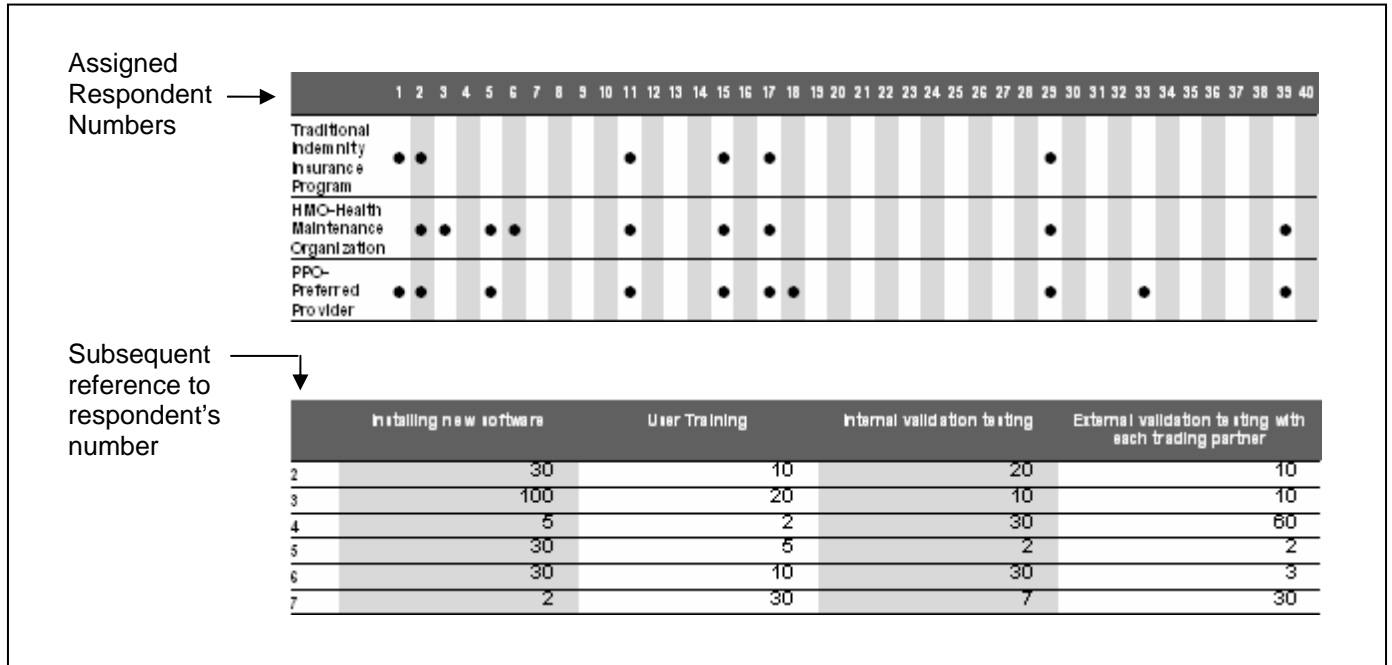 Assigned
Respondent
Numbers
1 2 3 4 5 6 7 8 9 10 11 12 13 14 15 16 17 18 19 20 21 22 23 24 25 26 27 28 29 30 31 32 33 34 35 36 37 38 39 40
Traditional
Indemnity
Insurance
Program
HMO-Health
Maintenance
Organization
PPO-
Preferred
Provider
Subsequent
reference to
respondent’s
number
Installing new software User Training Internal validation testing External validation testing with
each trading partner
2 30 10 20 10
3 100 20 10 10
4 5 2 30 60
5 30 5 2 2
6 30 10 30 3
7 2 30 7 30